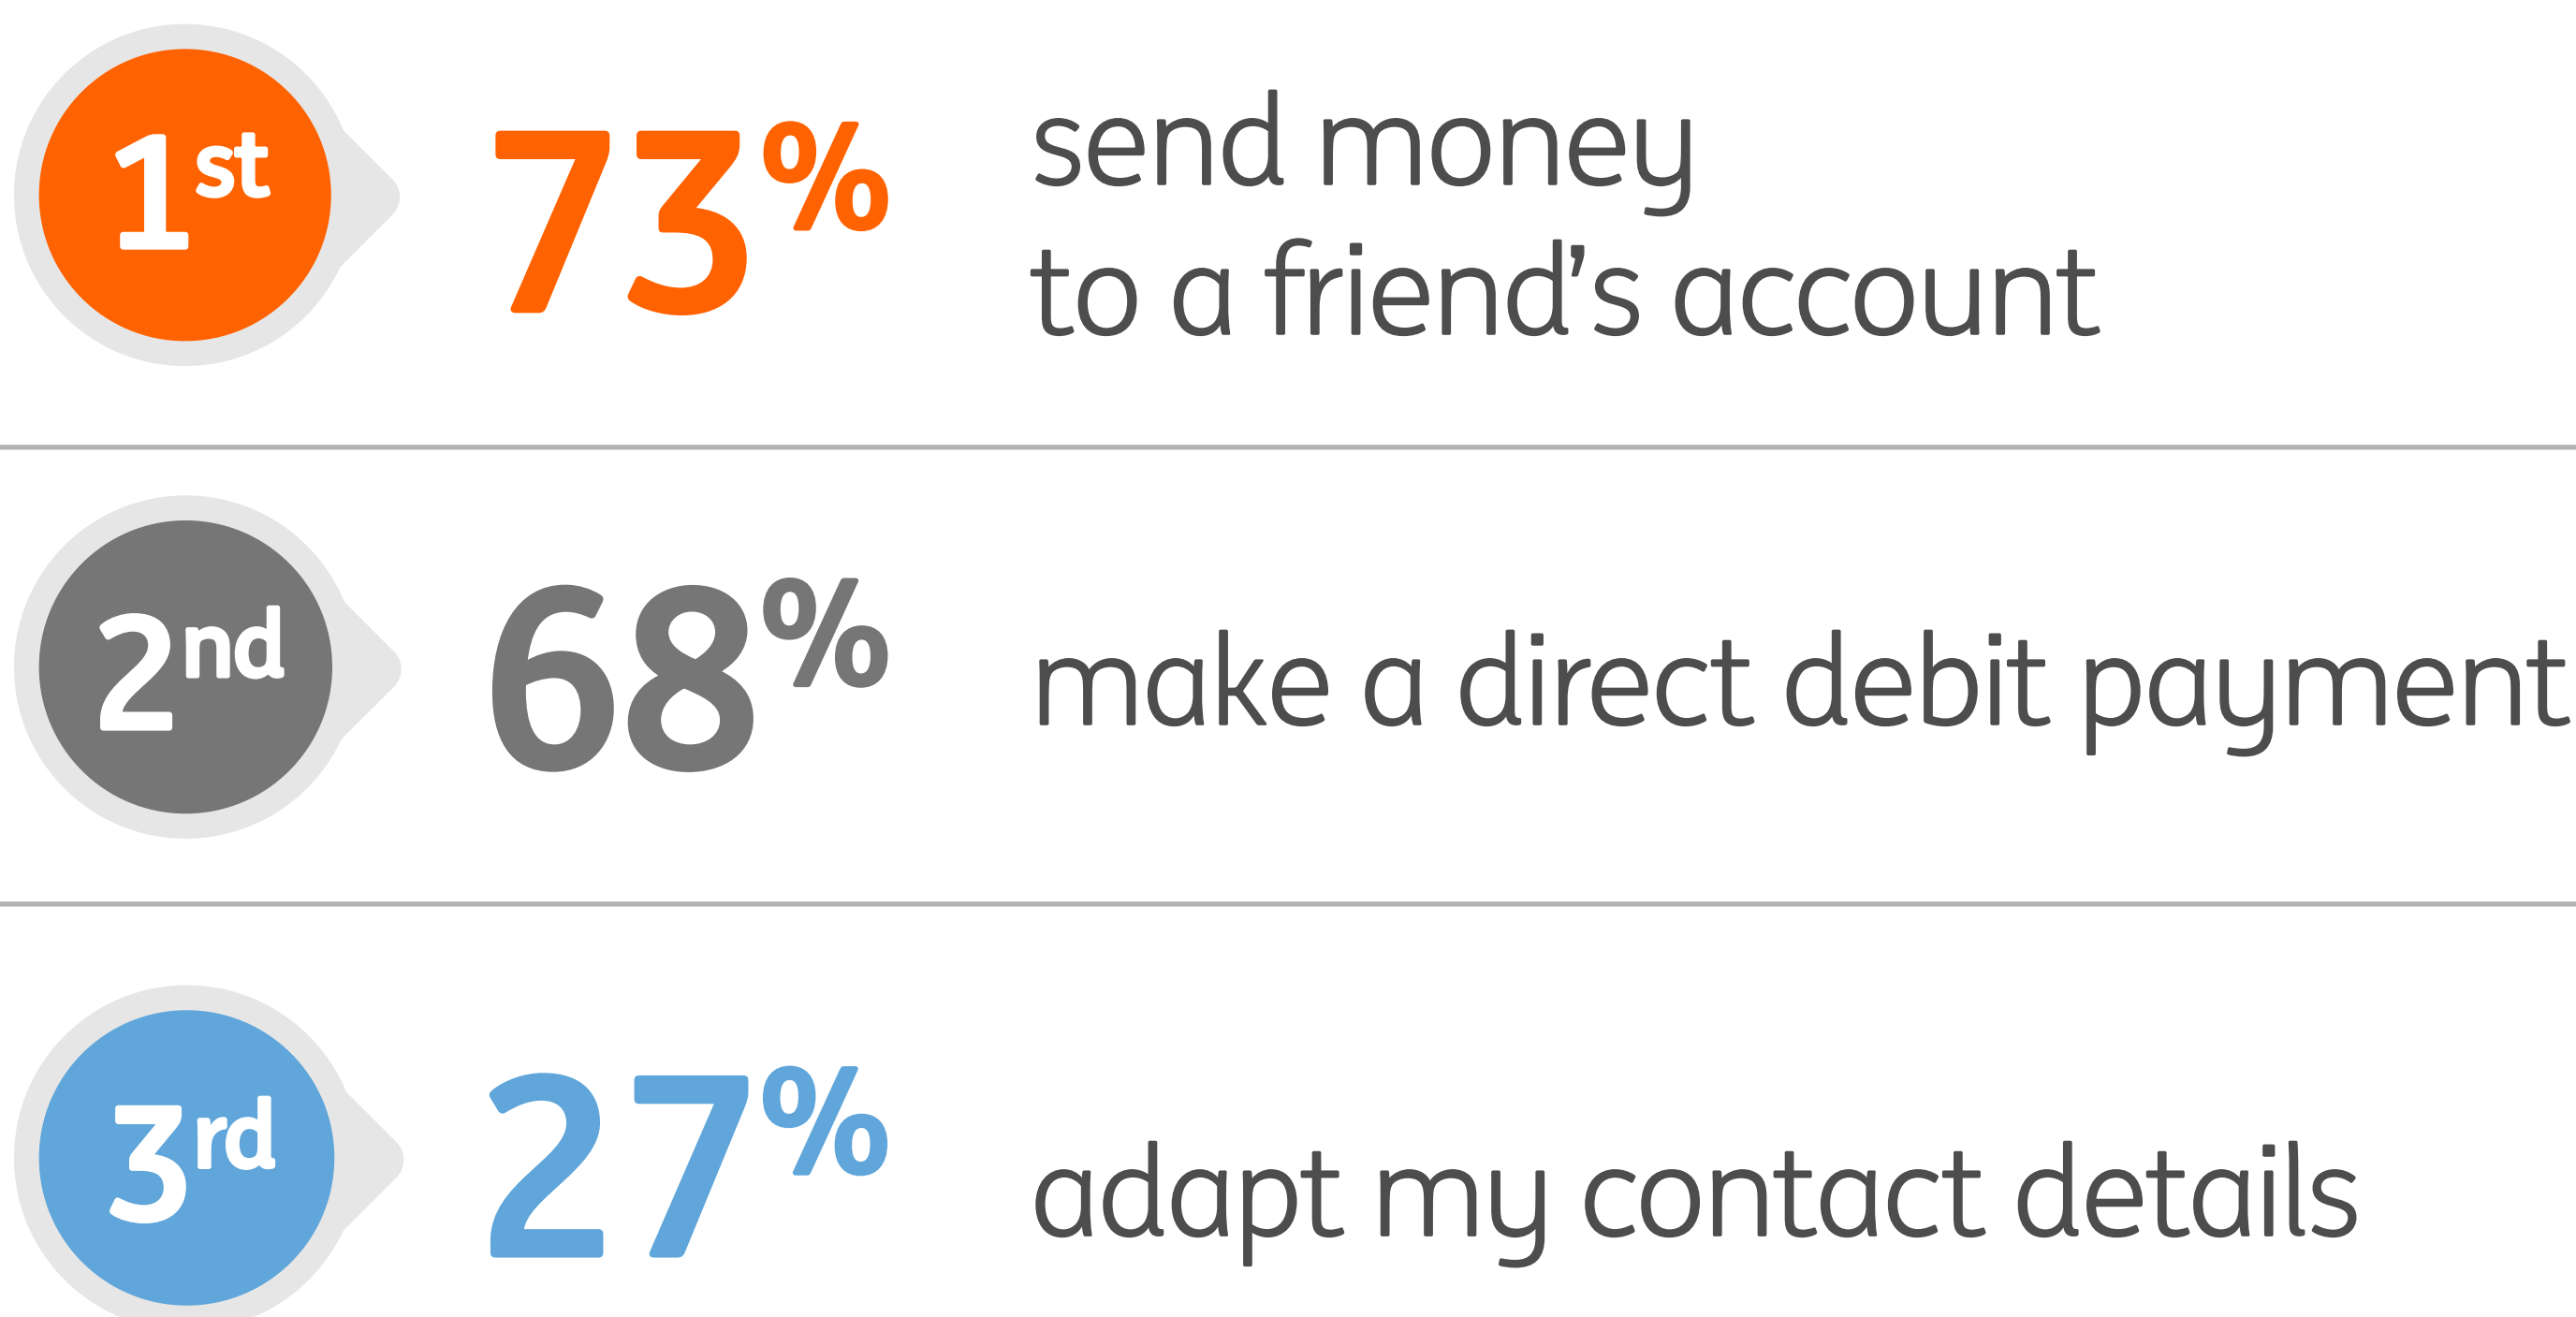 1st 73% send money
to a friend's account
2nd 68% make a direct debit payment
3rd 27% adapt my contact details